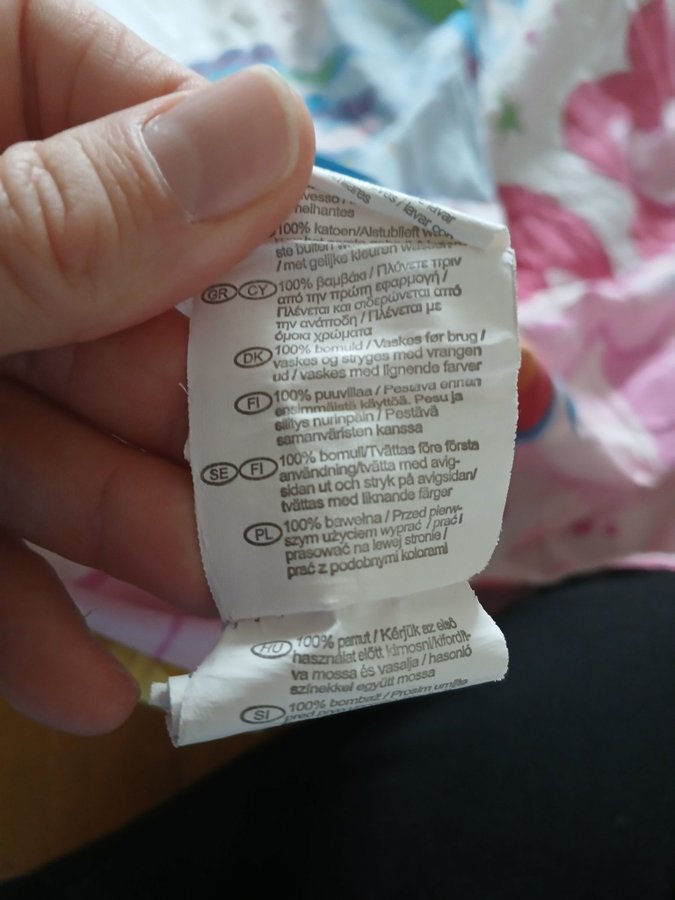 melhantes
100% katoen/Alstublieft
/ met gelijke kleuren
GR CY 100% βαμβάκι / Πλύνετε πριν
από την πρώτη εφαρμογή /
Πλένεται και σιδερώνεται από
την ανάποδη / Πλένεται με
όμοια χρώματα
DK 100% bomuld / Vaskes før brug /
vaskes og stryges med vrangen
ud / vaskes med lignende farver
FI 100% puuvillaa / Pestävä ennen
ensimmäistä käyttöä. Pesu ja
silitys nurinpäin / Pestävä
samanväristen kanssa
SE FI 100% bomull/Tvättas före första
användning/tvätta med avig-
sidan ut och stryk på avigsidan/
tvättas med liknande färger
PL 100% bawełna / Przed pierw-
szym użyciem wyprać / prać i
prasować na lewej stronie /
prać z podobnymi kolorami
HU 100% pamut / Kérjük az első
használat előtt kimosni/kifordít-
va mossa és vasalja / hasonló
színekkel együtt mossa
SI 100% bombaž / Prosim umijte
pred